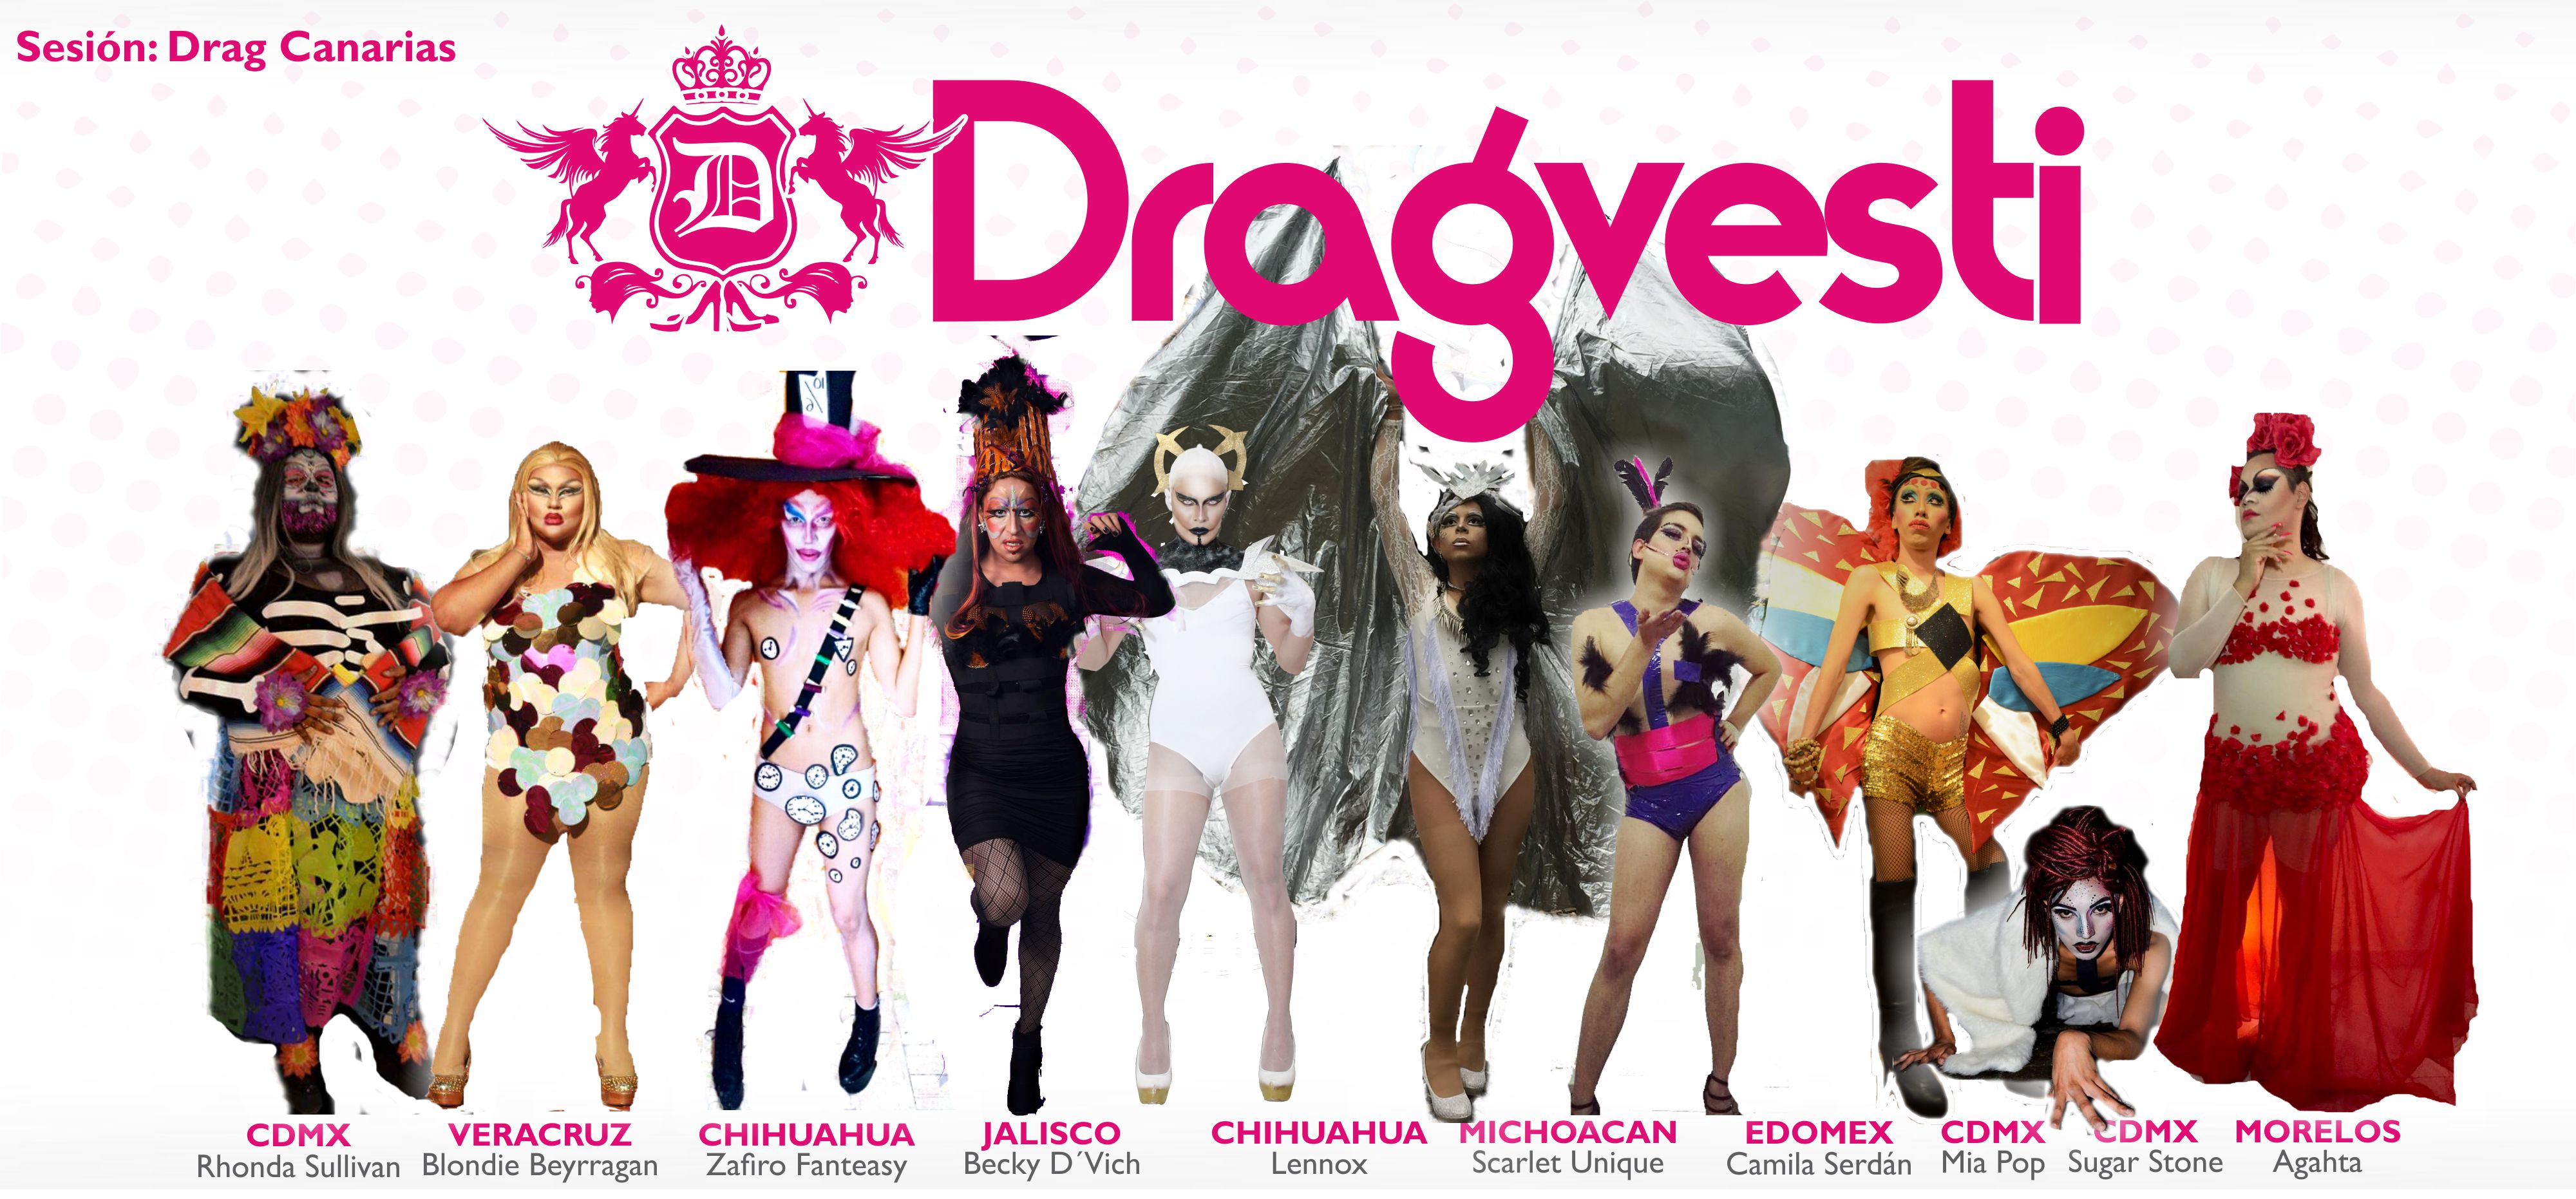 Sesión: Drag Canarias
D
Dragvesti
CDMX
Rhonda Sullivan
VERACRUZ
Blondie Beyrragan
CHIHUAHUA
Zafiro Fanteasy
JALISCO
Becky D´Vich
CHIHUAHUA
Lennox
MICHOACAN
Scarlet Unique
EDOMEX
Camila Serdán
CDMX
Mia Pop
CDMX
Sugar Stone
MORELOS
Agahta